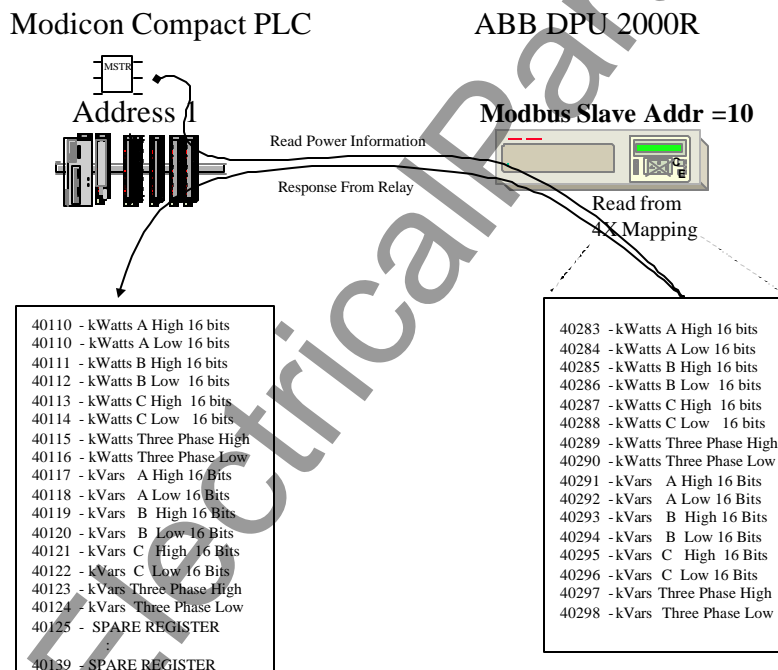 Modicon Compact PLC
ABB DPU 2000R
MSTR
Address 1
Modbus Slave Addr =10
Read Power Information
Response From Relay
C
E
Read from
4X Mapping
40110 - kWatts A High 16 bits
40110 - kWatts A Low 16 bits
40111 - kWatts B High 16 bits
40112 - kWatts B Low 16 bits
40113 - kWatts C High 16 bits
40114 - kWatts C Low 16 bits
40115 - kWatts Three Phase High
40116 - kWatts Three Phase Low
40117 - kVars A High 16 Bits
40118 - kVars A Low 16 Bits
40119 - kVars B High 16 Bits
40120 - kVars B Low 16 Bits
40121 - kVars C High 16 Bits
40122 - kVars C Low 16 Bits
40123 - kVars Three Phase High
40124 - kVars Three Phase Low
40125 - SPARE REGISTER
:
40139 - SPARE REGISTER
40283 - kWatts A High 16 bits
40284 - kWatts A Low 16 bits
40285 - kWatts B High 16 bits
40286 - kWatts B Low 16 bits
40287 - kWatts C High 16 bits
40288 - kWatts C Low 16 bits
40289 - kWatts Three Phase High
40290 - kWatts Three Phase Low
40291 - kVars A High 16 Bits
40292 - kVars A Low 16 Bits
40293 - kVars B High 16 Bits
40294 - kVars B Low 16 Bits
40295 - kVars C High 16 Bits
40296 - kVars C Low 16 Bits
40297 - kVars Three Phase High
40298 - kVars Three Phase Low
ElectricalPar